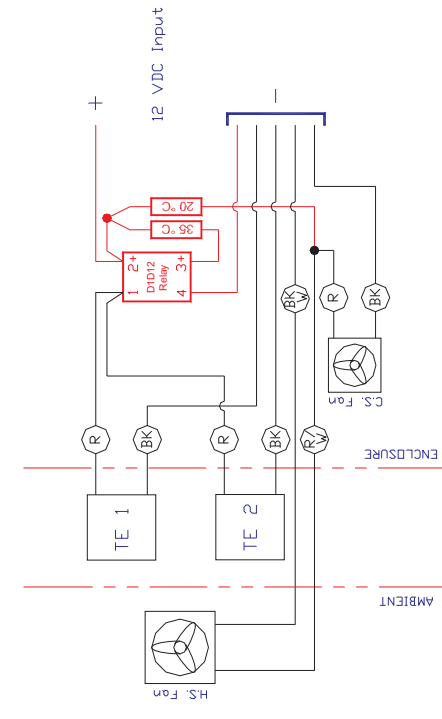 +
12 VDC Input
–
20 °C
35 °C
1
2+
D1D12
Relay
4
3+
BK
W
R
BK
C.S. Fan
R
BK
R
BK
R/
W
ENCLOSURE
TE 1
TE 2
AMBIENT
H.S. Fan